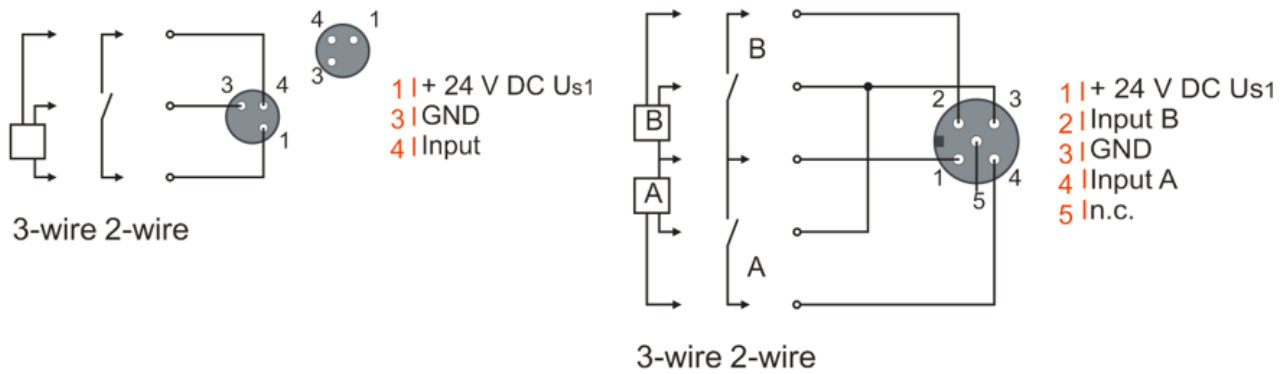 4 1
3
3 4
1
1 + 24 V DC Us1
3 GND
4 Input
3-wire 2-wire
B
B
A
A
2 3
1 4
5
1 + 24 V DC Us1
2 Input B
3 GND
4 Input A
5 n.c.
3-wire 2-wire